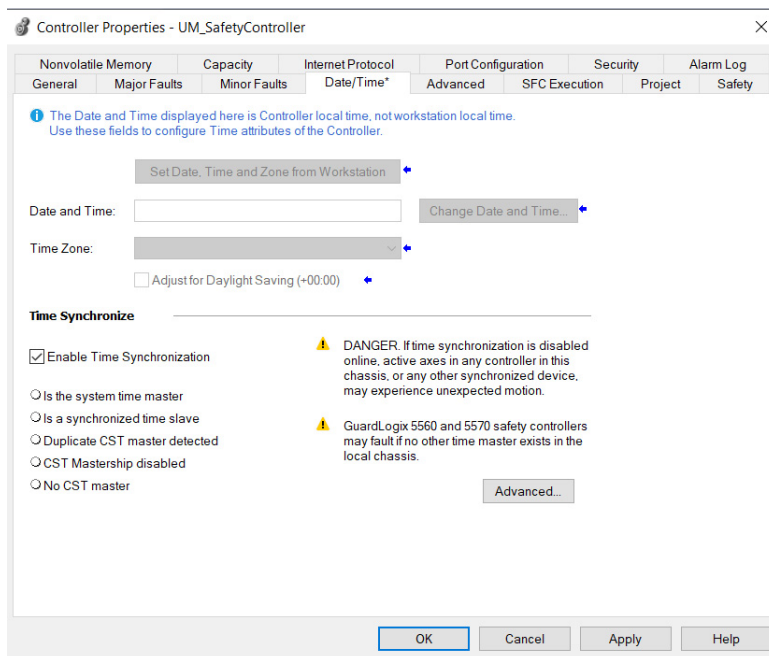 Controller Properties - UM_SafetyController
Nonvolatile Memory Capacity Internet Protocol Port Configuration Security Alarm Log
General Major Faults Minor Faults Date/Time* Advanced SFC Execution Project Safety
The Date and Time displayed here is Controller local time, not workstation local time.
Use these fields to configure Time attributes of the Controller.
Set Date, Time and Zone from Workstation
Date and Time:
Change Date and Time...
Time Zone:
Adjust for Daylight Saving (+00:00)
Time Synchronize
Enable Time Synchronization
Is the system time master
Is a synchronized time slave
Duplicate CST master detected
CST Mastership disabled
No CST master
DANGER. If time synchronization is disabled
online, active axes in any controller in this
chassis, or any other synchronized device,
may experience unexpected motion.
GuardLogix 5560 and 5570 safety controllers
may fault if no other time master exists in the
local chassis.
Advanced...
OK Cancel Apply Help